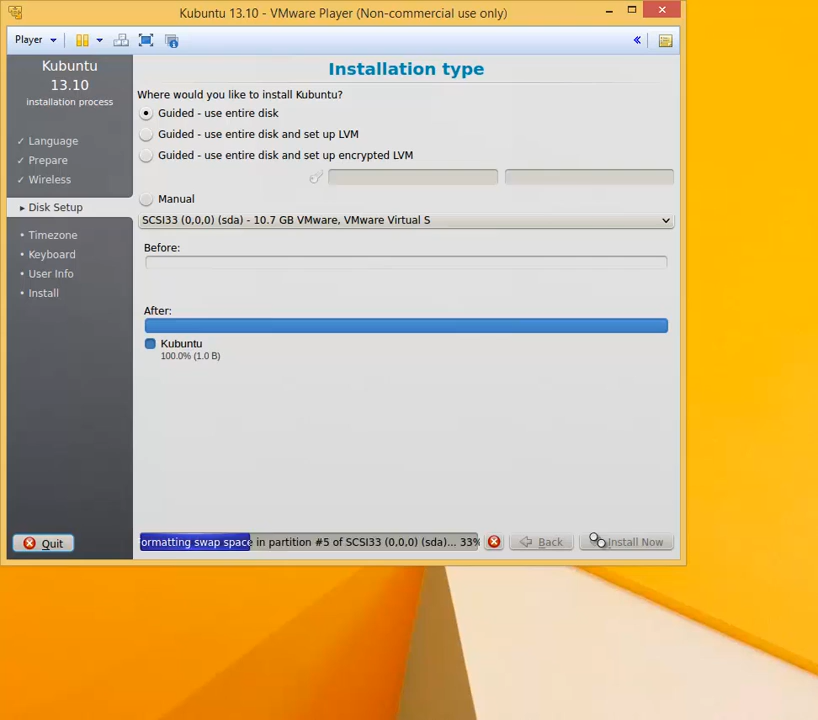 Kubuntu 13.10 - VMware Player (Non-commercial use only)
Player
Kubuntu
13.10
installation process
✓ Language
✓ Prepare
✓ Wireless
▸ Disk Setup
• Timezone
• Keyboard
• User Info
• Install
Installation type
Where would you like to install Kubuntu?
Guided - use entire disk
Guided - use entire disk and set up LVM
Guided - use entire disk and set up encrypted LVM
Manual
SCSI33 (0,0,0) (sda) - 10.7 GB VMware, VMware Virtual S
Before:
After:
Kubuntu
100.0% (1.0 B)
Quit
ormatting swap space in partition #5 of SCSI33 (0,0,0) (sda)... 33%
Back
Install Now